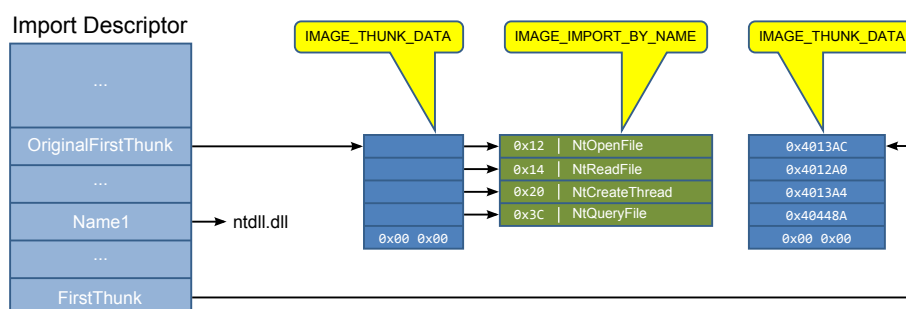 Import Descriptor
...
OriginalFirstThunk
...
Name1
...
FirstThunk
ntdll.dll
IMAGE_THUNK_DATA
0x00 0x00
IMAGE_IMPORT_BY_NAME
0x12 | NtOpenFile
0x14 | NtReadFile
0x20 | NtCreateThread
0x3C | NtQueryFile
IMAGE_THUNK_DATA
0x4013AC
0x4012A0
0x4013A4
0x40448A
0x00 0x00